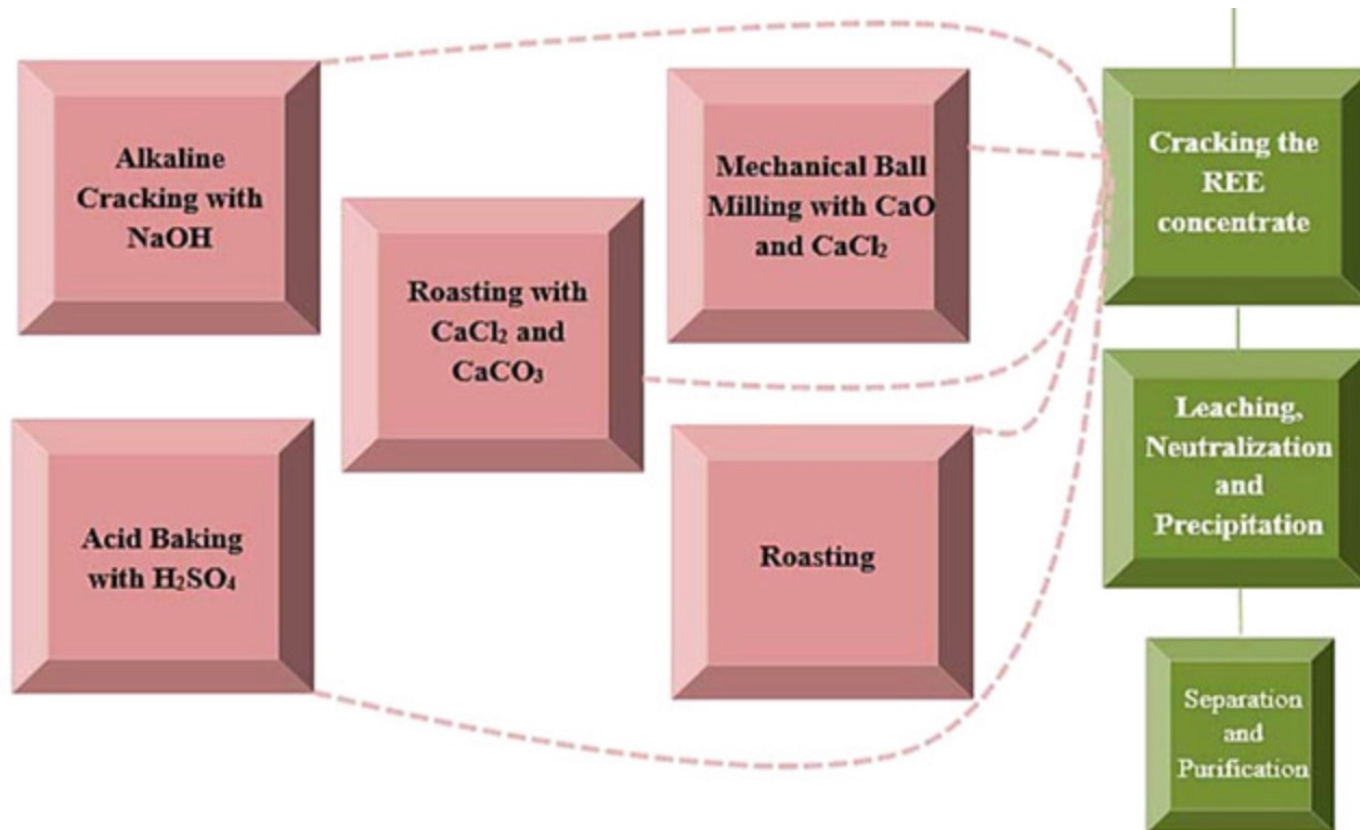 Alkaline
Cracking with
NaOH
Mechanical Ball
Milling with CaO
and CaCl₂
Roasting with
CaCl₂ and
CaCO₃
Acid Baking
with H₂SO₄
Roasting
Cracking the
REE
concentrate
Leaching,
Neutralization
and
Precipitation
Separation
and
Purification